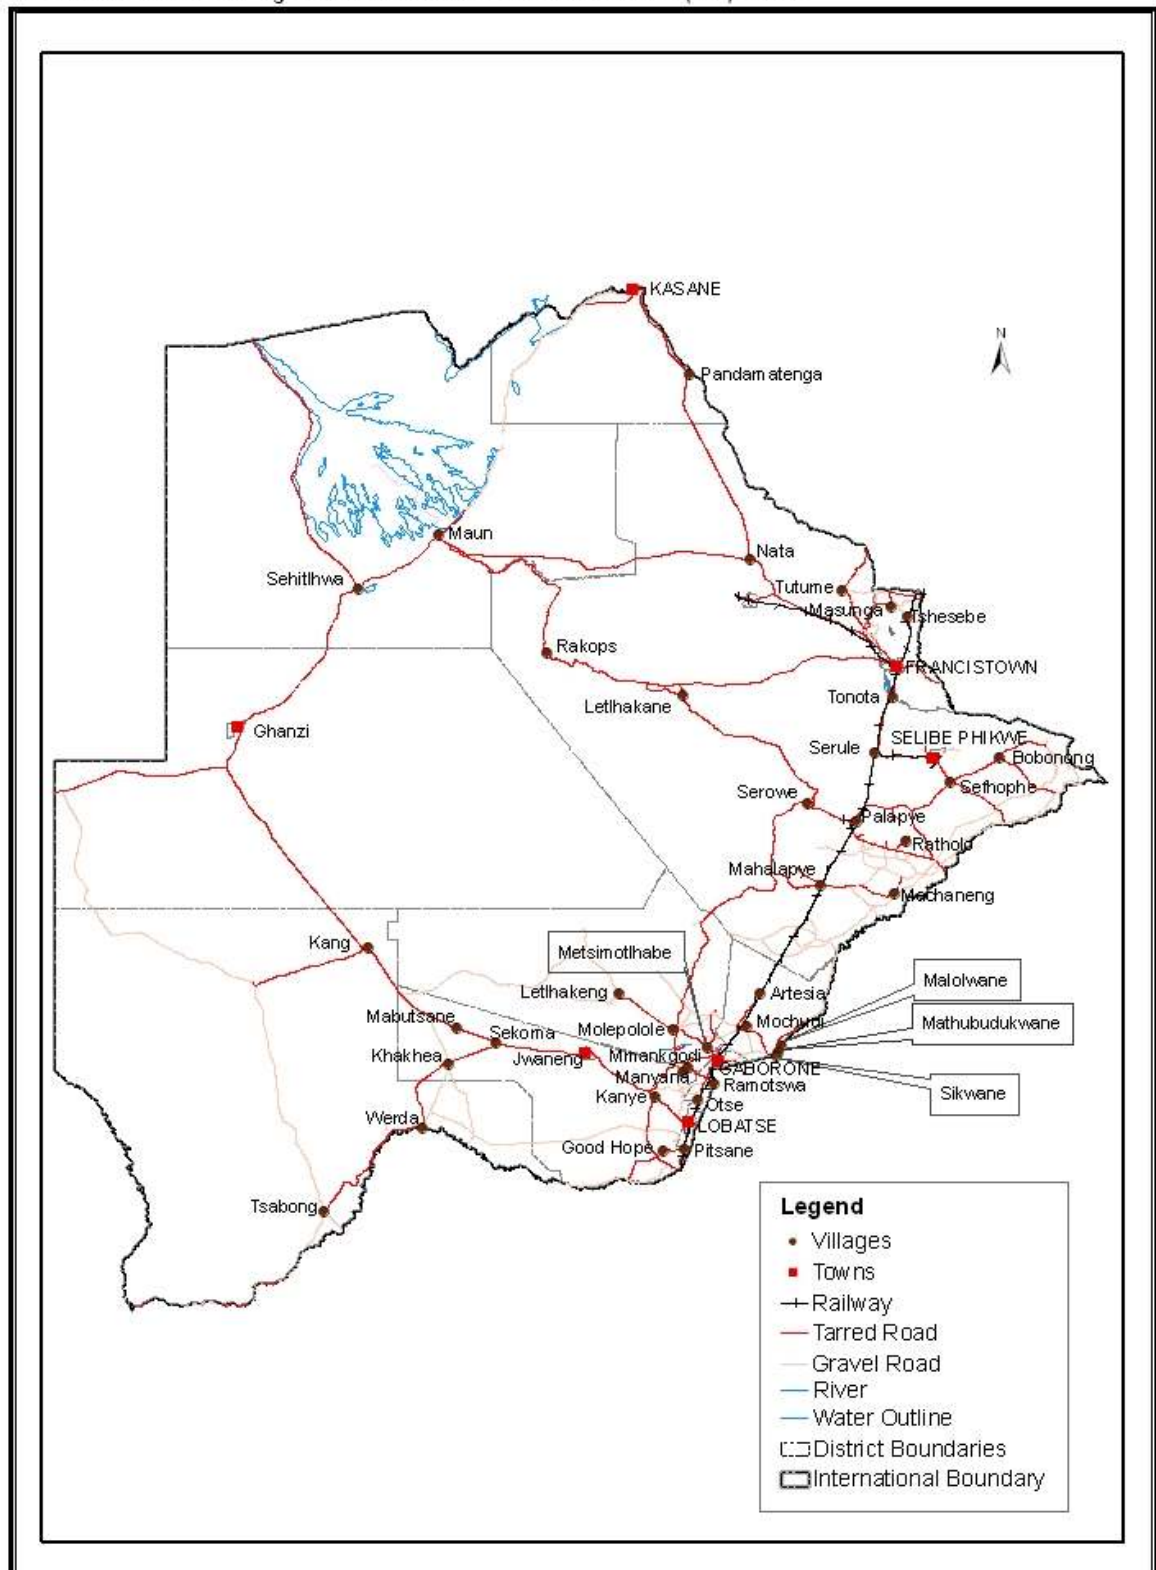 KASANE
N
Pandamatenga
Maun
Nata
Sehitlhwa
Tutume
Masunga
Tshesebe
Rakops
FRANCISTOWN
Letlhakane
Tonota
Ghanzi
SELIBE PHIKWE
Serule
Bobonong
Sefhophe
Serowe
Palapye
Ratholo
Mahalapye
Machaneng
Kang
Metsimotlhabe
Malolwane
Letlhakeng
Artesia
Mabutsane
Molepolole
Mochudi
Mathubudukwane
Sekoma
Khakhea
Jwaneng
Mmankgodi
GABORONE
Manyana
Ramotswa
Sikwane
Kanye
Otse
Werda
LOBATSE
Good Hope
Pitsane
Tsabong
Legend
Villages
Towns
Railway
Tarred Road
Gravel Road
River
Water Outline
District Boundaries
International Boundary